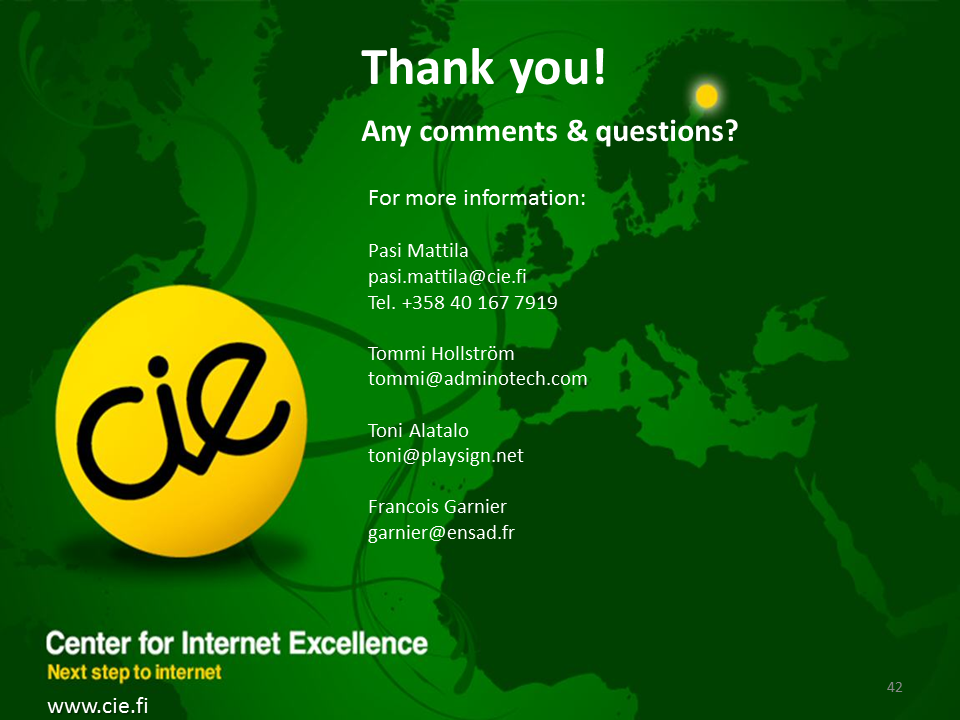 Thank you!
Any comments & questions?
For more information:
Pasi Mattila
pasi.mattila@cie.fi
Tel. +358 40 167 7919
Tommi Hollström
tommi@adminotech.com
Toni Alatalo
toni@playsign.net
Francois Garnier
garnier@ensad.fr
cie
Center for Internet Excellence
Next step to internet
www.cie.fi
42